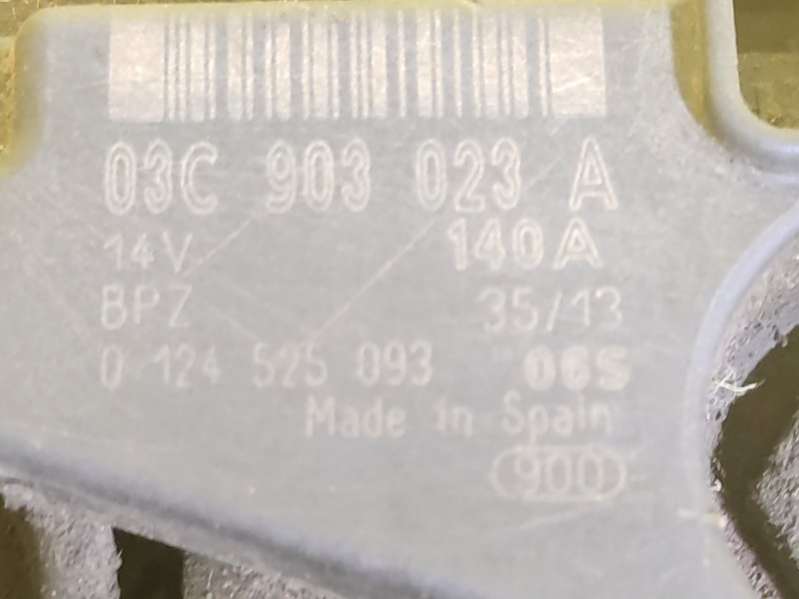 03C 903 023 A
14V 140A
BPZ 35/13
0 124 525 093 06S
Made in Spain
900